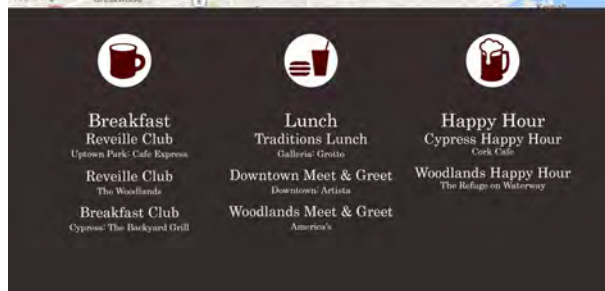 Breakfast
Reveille Club
Uptown Park: Cafe Express
Reveille Club
The Woodlands
Breakfast Club
Cypress: The Backyard Grill
Lunch
Traditions Lunch
Galleria: Grotto
Downtown Meet & Greet
Downtown: Artista
Woodlands Meet & Greet
America's
Happy Hour
Cypress Happy Hour
Cork Cafe
Woodlands Happy Hour
The Refuge on Waterway